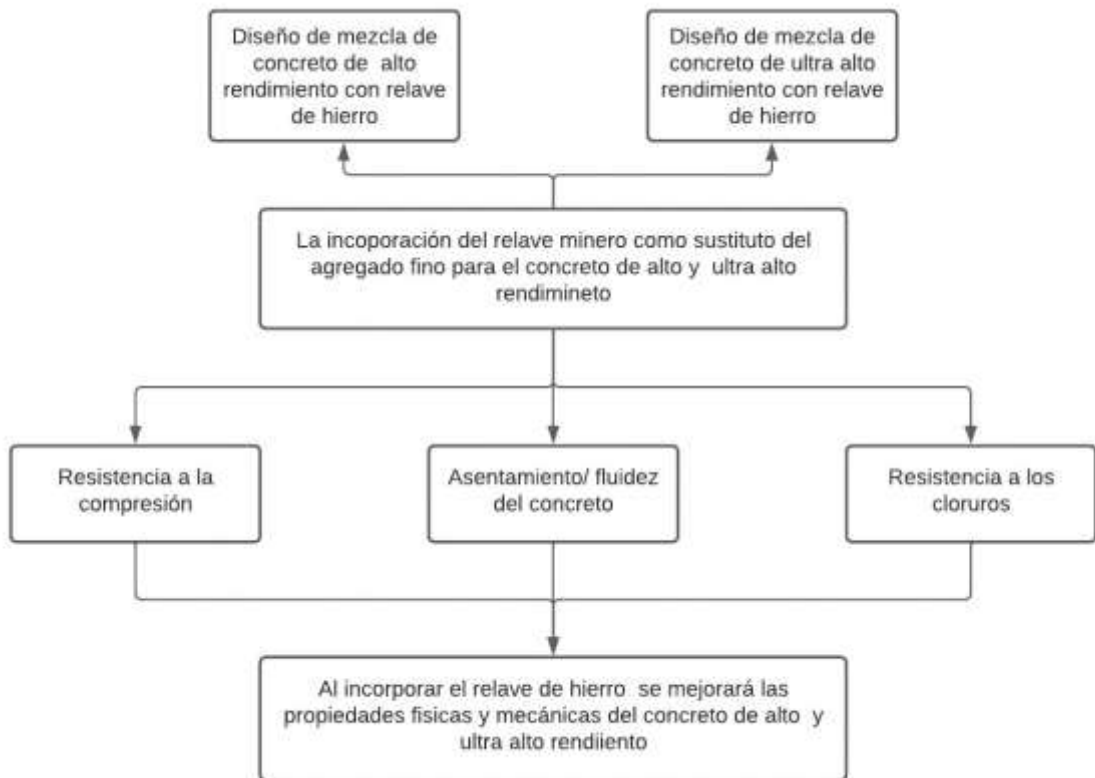 Diseño de mezcla de
concreto de alto
rendimiento con relave
de hierro
Diseño de mezcla de
concreto de ultra alto
rendimiento con relave
de hierro
La incoporación del relave minero como sustituto del
agregado fino para el concreto de alto y ultra alto
rendimineto
Resistencia a la
compresión
Asentamiento/ fluidez
del concreto
Resistencia a los
cloruros
Al incorporar el relave de hierro se mejorará las
propiedades fisicas y mecánicas del concreto de alto y
ultra alto rendiiento